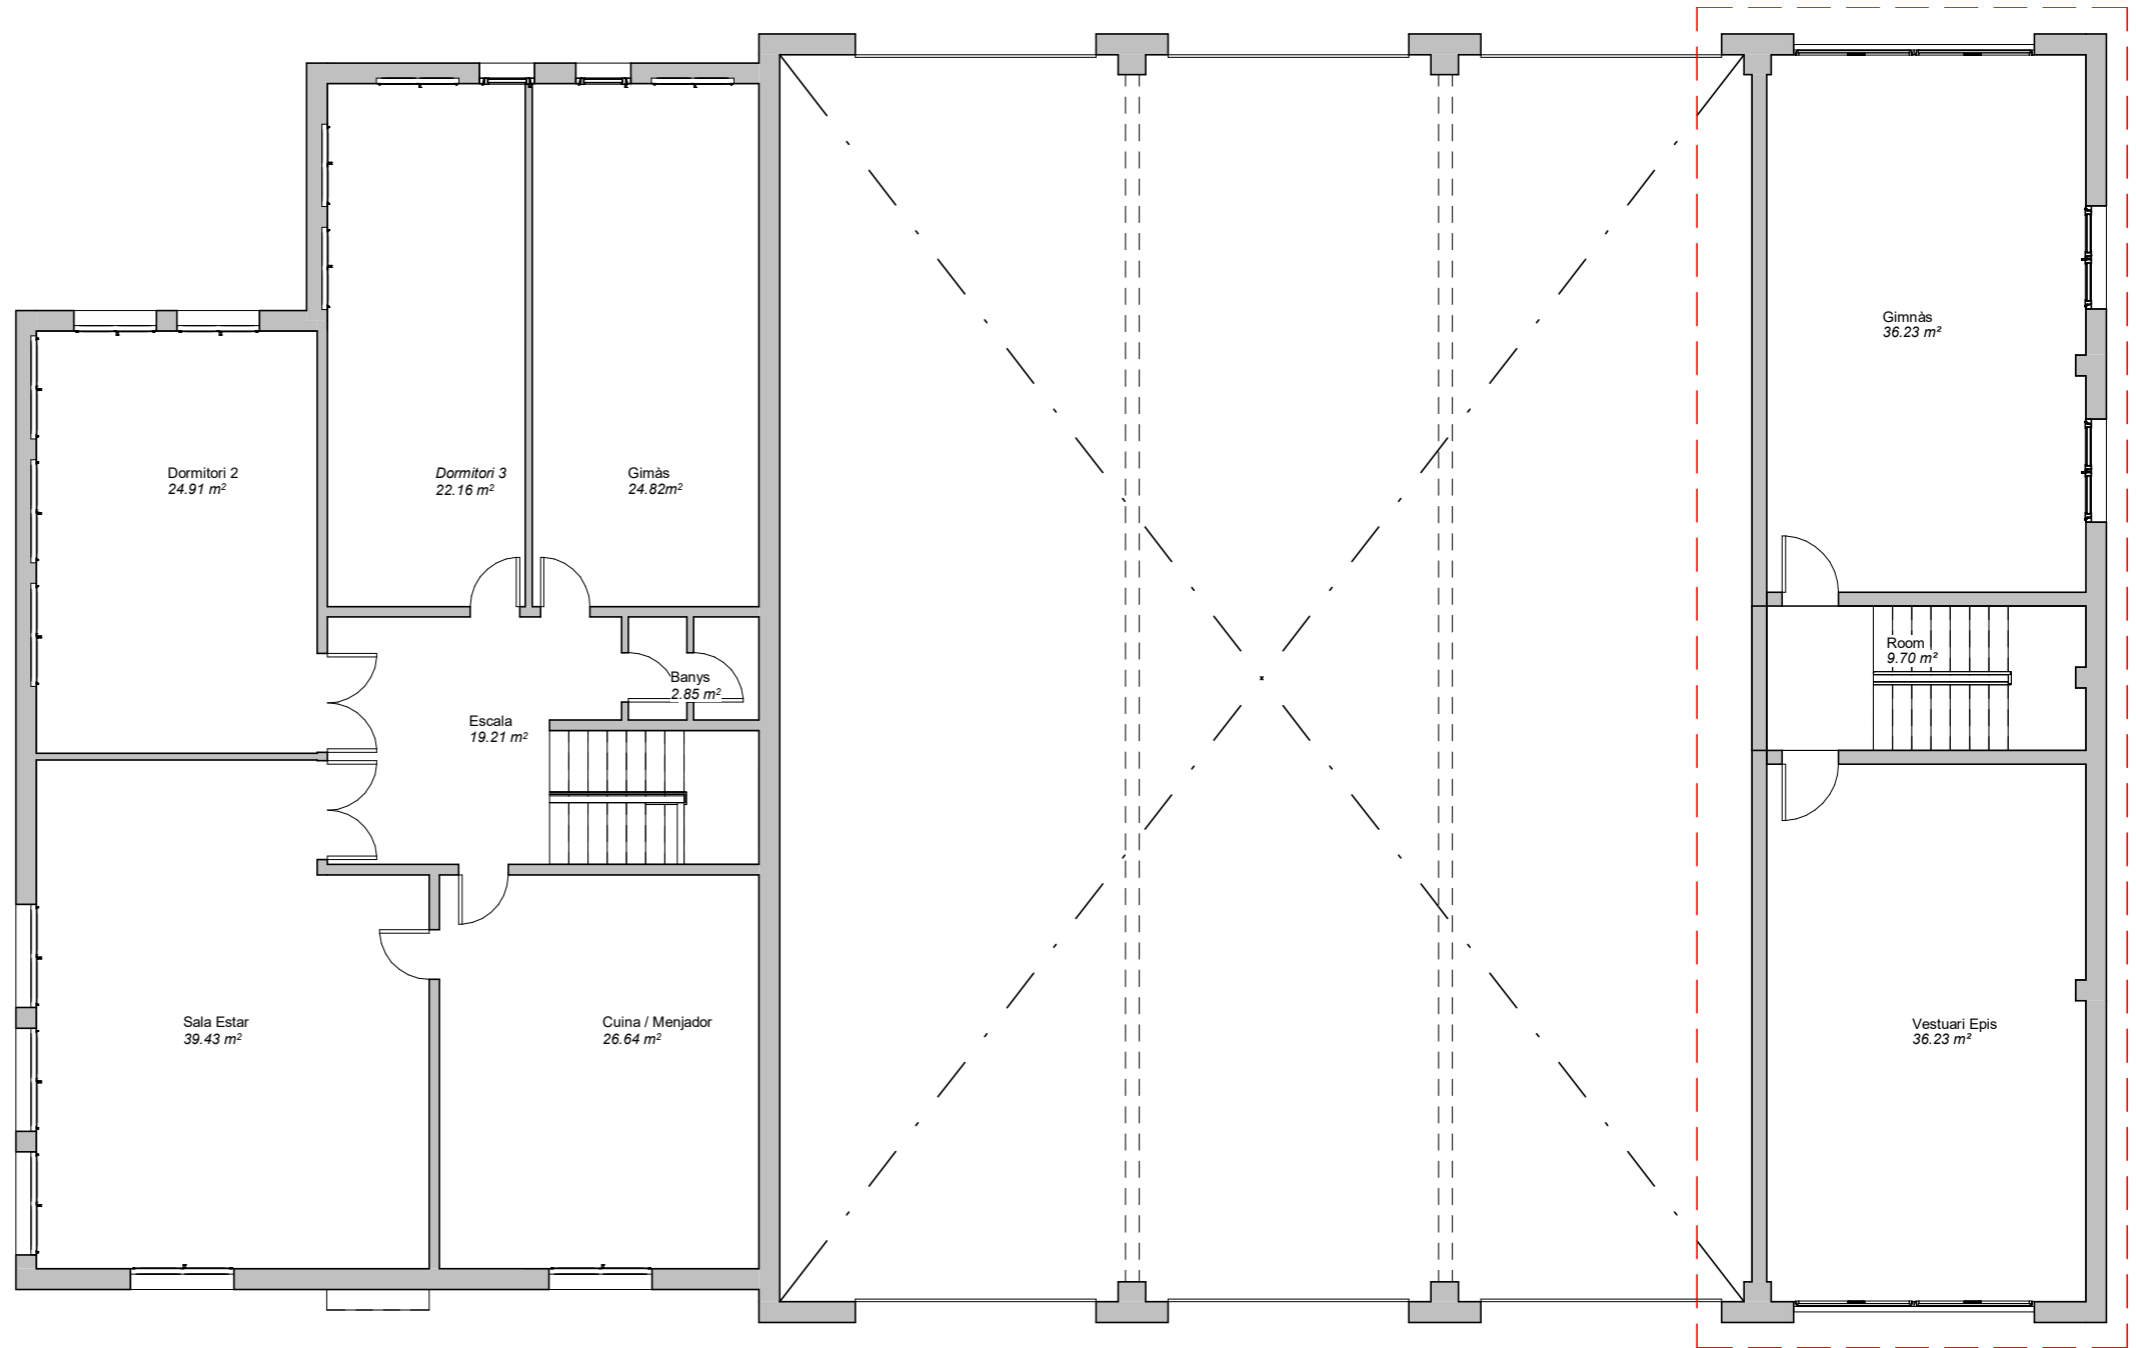 Gimnàs
36.23 m²
Dormitori 2
24.91 m²
Dormitori 3
22.16 m²
Gimàs
24.82m²
Room
9.70 m²
Banys
2.85 m²
Escala
19.21 m²
Sala Estar
39.43 m²
Cuina / Menjador
26.64 m²
Vestuari Epis
36.23 m²